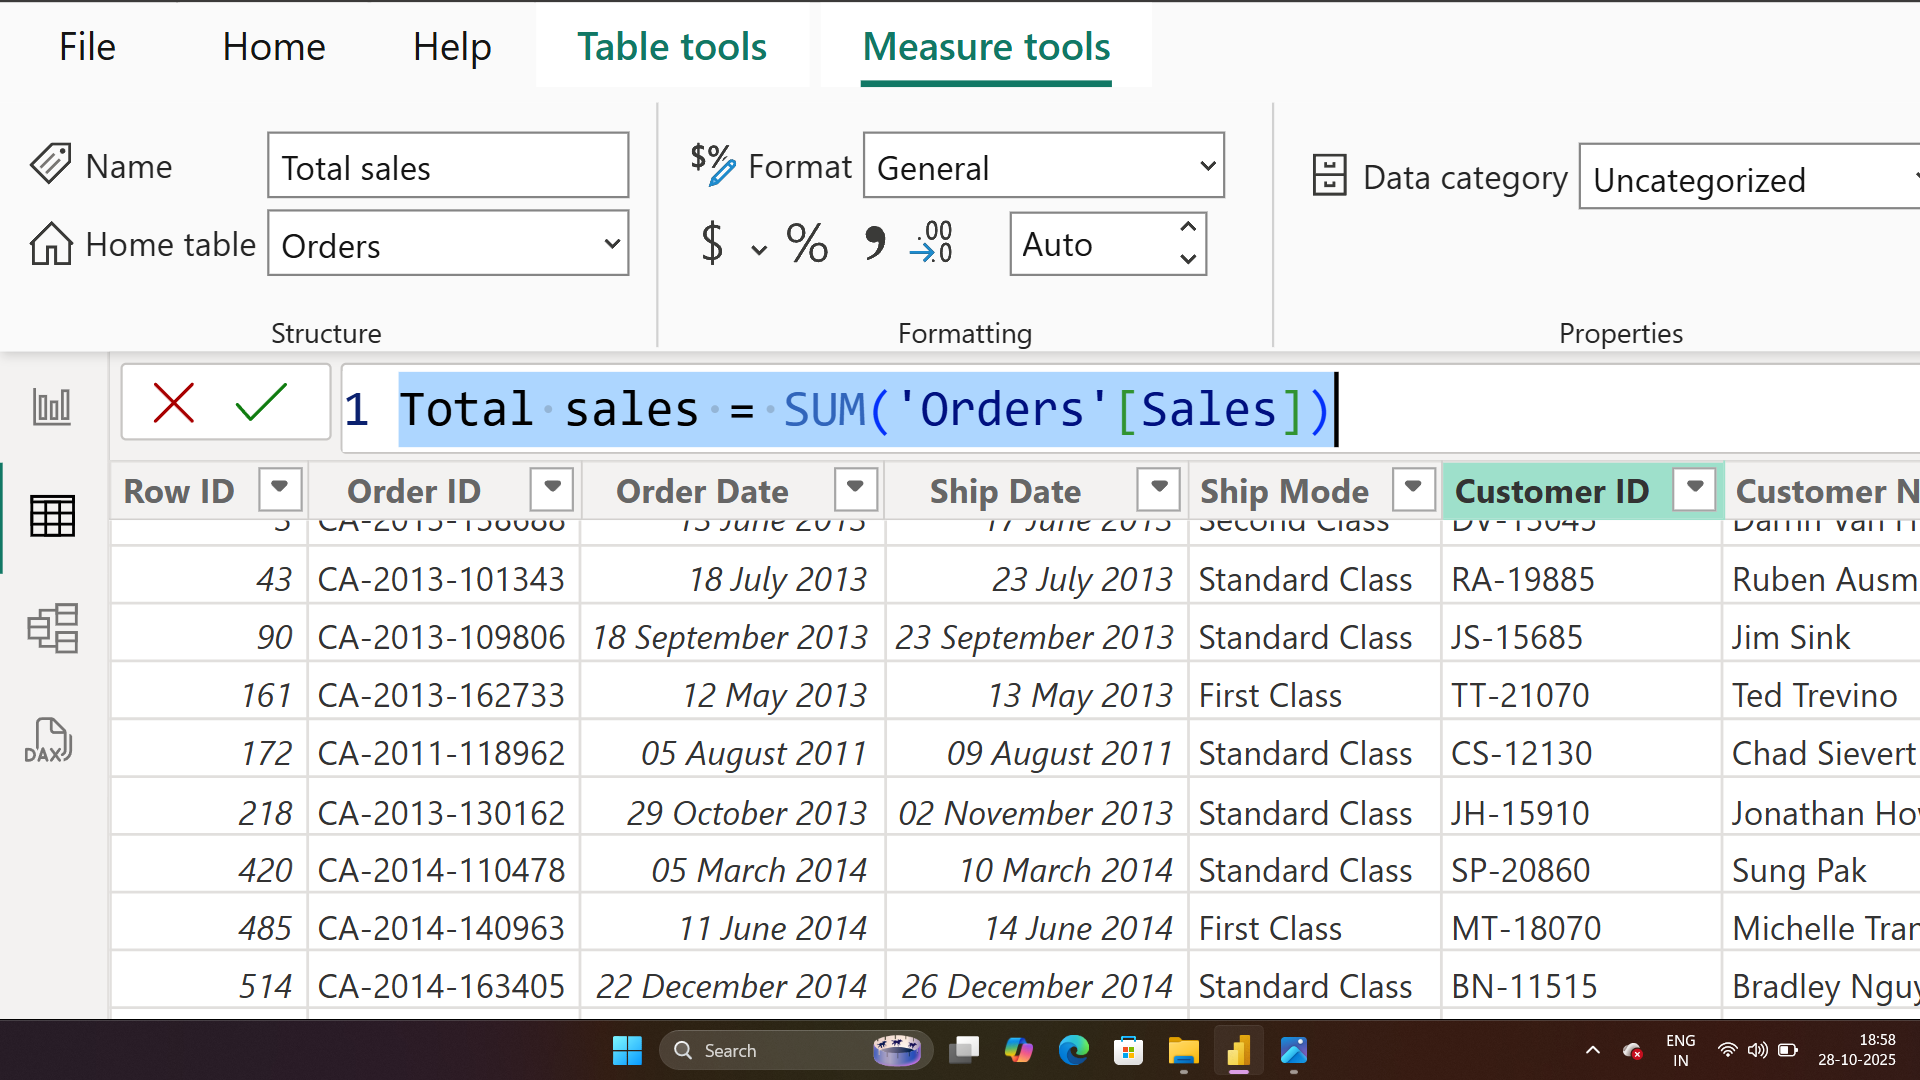 File Home Help Table tools Measure tools
Name Total sales Format General Data category Uncategorized
Home table Orders $ % , .00 .0 Auto
Structure Formatting Properties
1 Total sales = SUM('Orders'[Sales])
Row ID Order ID Order Date Ship Date Ship Mode Customer ID Customer N
43 CA-2013-101343 18 July 2013 23 July 2013 Standard Class RA-19885 Ruben Ausm
90 CA-2013-109806 18 September 2013 23 September 2013 Standard Class JS-15685 Jim Sink
161 CA-2013-162733 12 May 2013 13 May 2013 First Class TT-21070 Ted Trevino
172 CA-2011-118962 05 August 2011 09 August 2011 Standard Class CS-12130 Chad Sievert
218 CA-2013-130162 29 October 2013 02 November 2013 Standard Class JH-15910 Jonathan Ho
420 CA-2014-110478 05 March 2014 10 March 2014 Standard Class SP-20860 Sung Pak
485 CA-2014-140963 11 June 2014 14 June 2014 First Class MT-18070 Michelle Tran
514 CA-2014-163405 22 December 2014 26 December 2014 Standard Class BN-11515 Bradley Nguy
DAX
Search
ENG 18:58
IN 28-10-2025